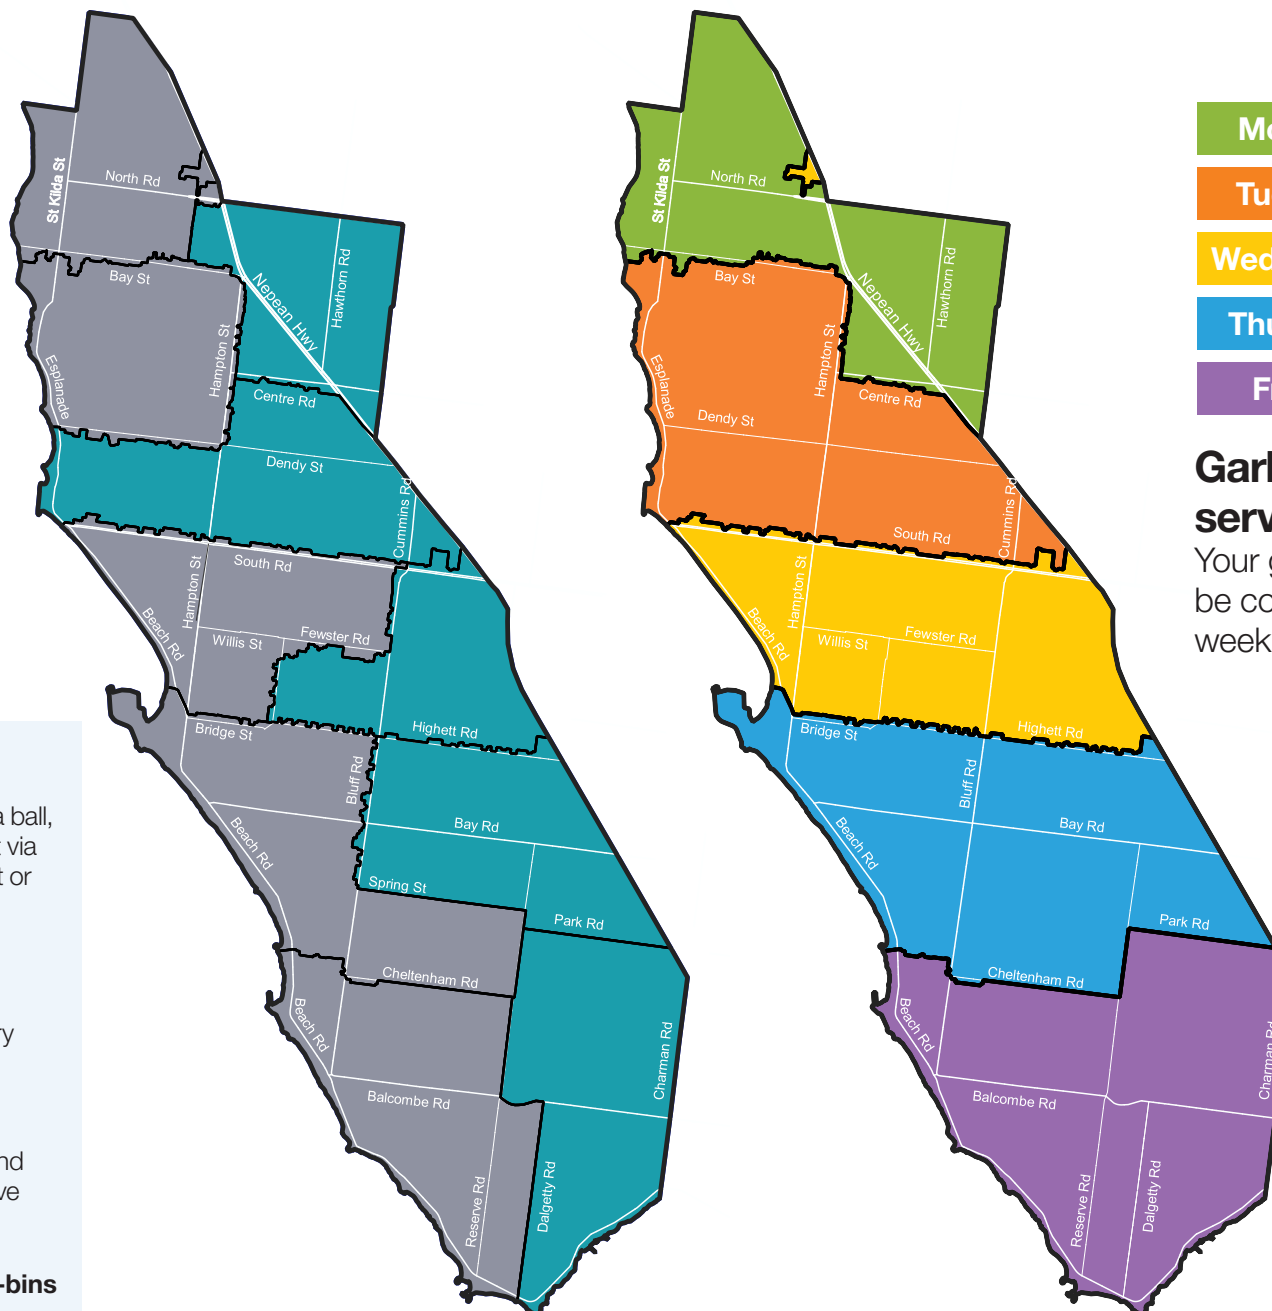 St Kilda St
North Rd
Bay St
Nepean Hwy
Hawthorn Rd
Hampton St
Esplanade
Centre Rd
Dendy St
Cummins Rd
South Rd
Hampton St
Beach Rd
Willis St
Fewster Rd
Bridge St
Highett Rd
Bluff Rd
Beach Rd
Bay Rd
Spring St
Park Rd
Cheltenham Rd
Beach Rd
Charman Rd
Balcombe Rd
Reserve Rd
Dalgetty Rd
St Kilda St
North Rd
Bay St
Nepean Hwy
Hawthorn Rd
Hampton St
Esplanade
Centre Rd
Dendy St
Cummins Rd
South Rd
Hampton St
Beach Rd
Willis St
Fewster Rd
Bridge St
Highett Rd
Bluff Rd
Beach Rd
Bay Rd
Park Rd
Cheltenham Rd
Beach Rd
Charman Rd
Balcombe Rd
Reserve Rd
Dalgetty Rd
Mo
Tu
Wed
Thu
F
Garl
serv
Your g
be co
week
a ball,
t via
t or
ry
nd
ve
-bins